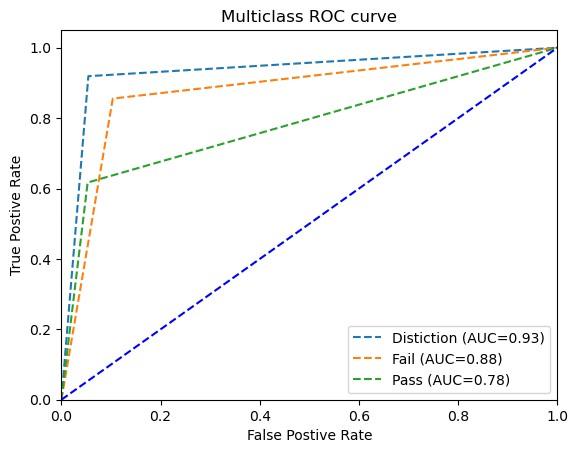 Multiclass ROC curve
1.0
0.8
0.6
0.4
0.2
0.0
True Postive Rate
Distiction (AUC=0.93)
Fail (AUC=0.88)
Pass (AUC=0.78)
0.0 0.2 0.4 0.6 0.8 1.0
False Postive Rate